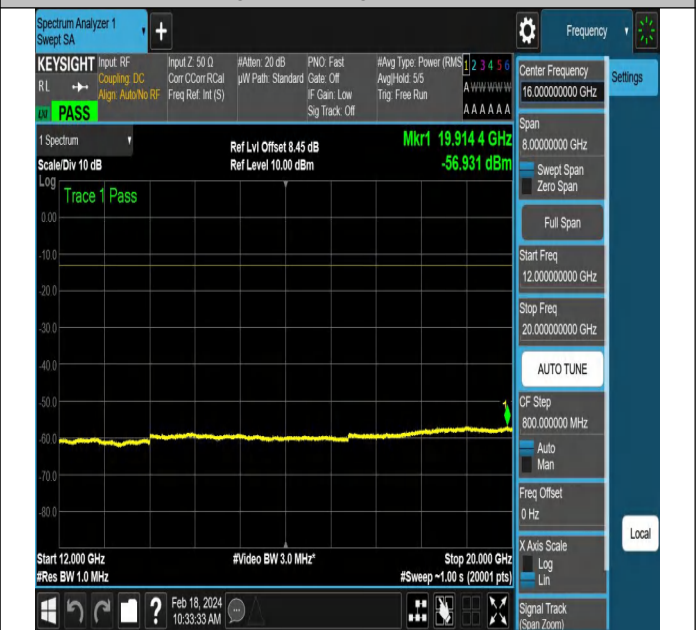 Spectrum Analyzer 1
Swept SA
+
Frequency
KEYSIGHT
RL
PASS
Input: RF
Coupling: DC
Align: Auto/No RF
Input Z: 50 Ω
Corr CCorr RCal
Freq Ref: Int (S)
#Atten: 20 dB
µW Path: Standard
PNO: Fast
Gate: Off
IF Gain: Low
Sig Track: Off
#Avg Type: Power (RMS
Avg|Hold: 5/5
Trig: Free Run
1 2 3 4 5 6
A W W W W W
A A A A A A
Center Frequency
16.000000000 GHz
Settings
Span
8.00000000 GHz
Swept Span
Zero Span
Full Span
Start Freq
12.000000000 GHz
Stop Freq
20.000000000 GHz
AUTO TUNE
CF Step
800.000000 MHz
Auto
Man
Freq Offset
0 Hz
X Axis Scale
Log
Lin
Signal Track
(Span Zoom)
Local
1 Spectrum
Scale/Div 10 dB
Log
Ref Lvl Offset 8.45 dB
Ref Level 10.00 dBm
Mkr1 19.914 4 GHz
-56.931 dBm
Trace 1 Pass
0.00
-10.0
-20.0
-30.0
-40.0
-50.0
-60.0
-70.0
-80.0
1
Start 12.000 GHz
#Res BW 1.0 MHz
#Video BW 3.0 MHz*
Stop 20.000 GHz
#Sweep ~1.00 s (20001 pts)
?
Feb 18, 2024
10:33:33 AM